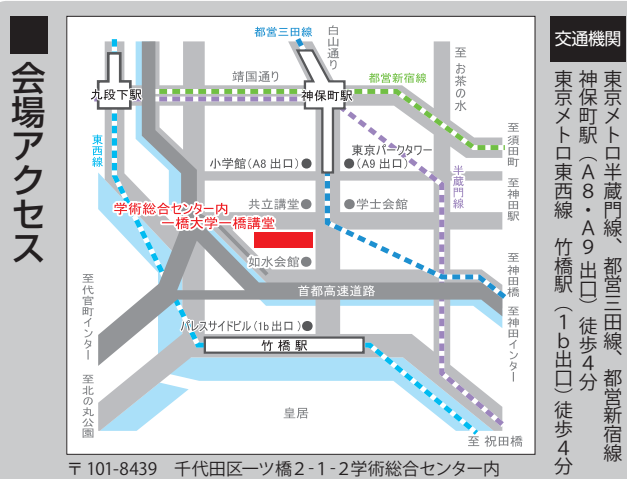 会場アクセス
交通機関
東京メトロ半蔵門線、都営三田線、都営新宿線
神保町駅（A8・A9出口）徒歩4分
東京メトロ東西線　竹橋駅（1b出口）徒歩4分
都営三田線
白山通り
至 お茶の水
靖国通り
都営新宿線
九段下駅
神保町駅
至須田町
東西線
小学館（A8 出口）
東京パークタワー
（A9 出口）
半蔵門線
至神田駅
共立講堂
学士会館
学術総合センター内
一橋大学一橋講堂
如水会館
至神田橋
至代官町インター
首都高速道路
至神田インター
パレスサイドビル（1b 出口）
竹橋駅
至北の丸公園
皇居
至 祝田橋
〒101-8439　千代田区一ツ橋2-1-2学術総合センター内